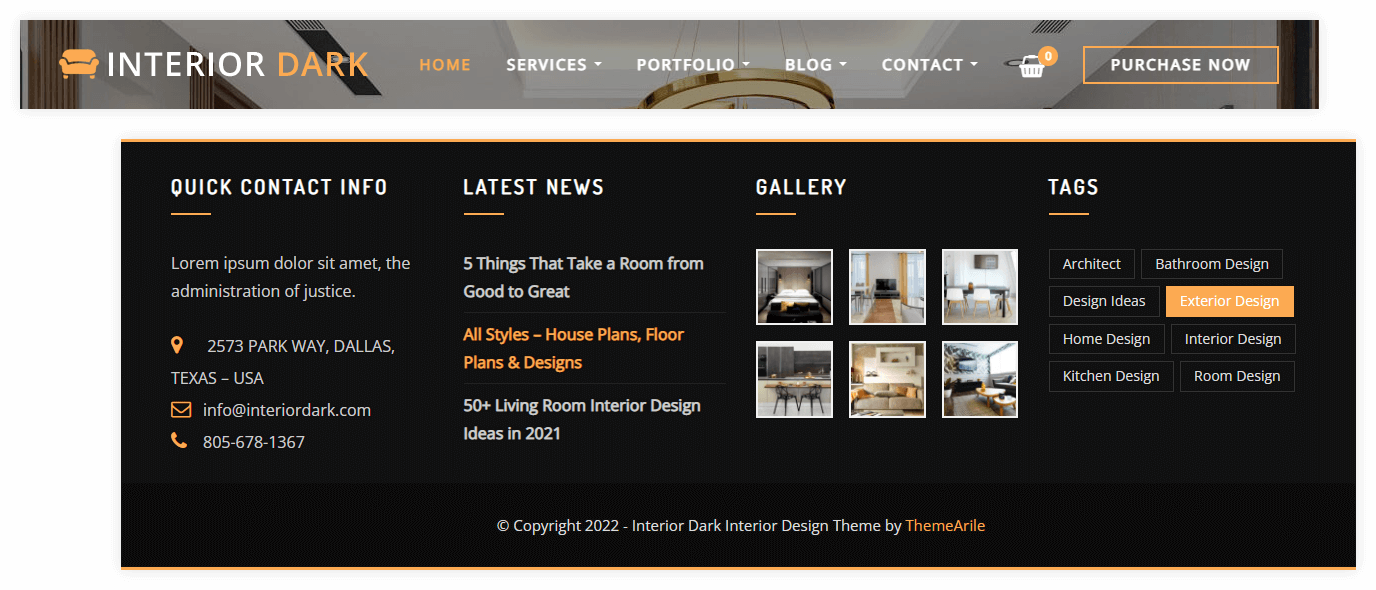 INTERIOR DARK
HOME SERVICES PORTFOLIO BLOG CONTACT 0 PURCHASE NOW
QUICK CONTACT INFO
Lorem ipsum dolor sit amet, the
administration of justice.
2573 PARK WAY, DALLAS,
TEXAS – USA
info@interiordark.com
805-678-1367
LATEST NEWS
5 Things That Take a Room from
Good to Great
All Styles – House Plans, Floor
Plans & Designs
50+ Living Room Interior Design
Ideas in 2021
GALLERY
TAGS
Architect Bathroom Design
Design Ideas Exterior Design
Home Design Interior Design
Kitchen Design Room Design
© Copyright 2022 - Interior Dark Interior Design Theme by ThemeArile